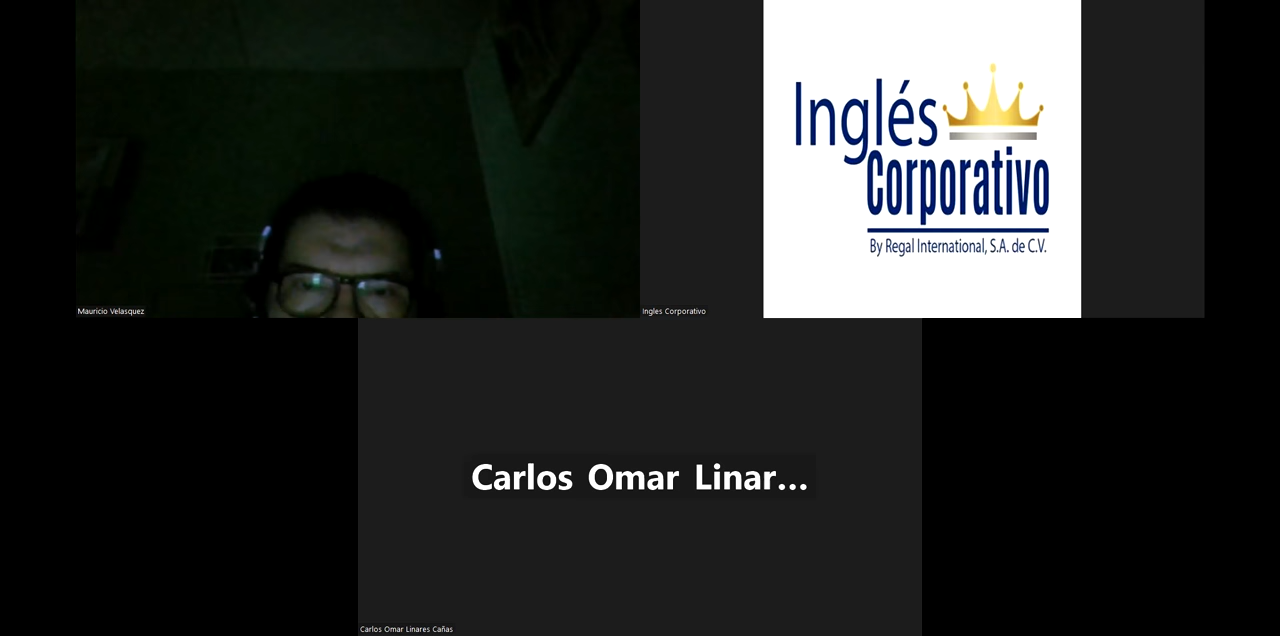 Inglés
Corporativo
By Regal International, S.A. de C.V.
Mauricio Velasquez
Ingles Corporativo
Carlos Omar Linar...
Carlos Omar Linares Cañas